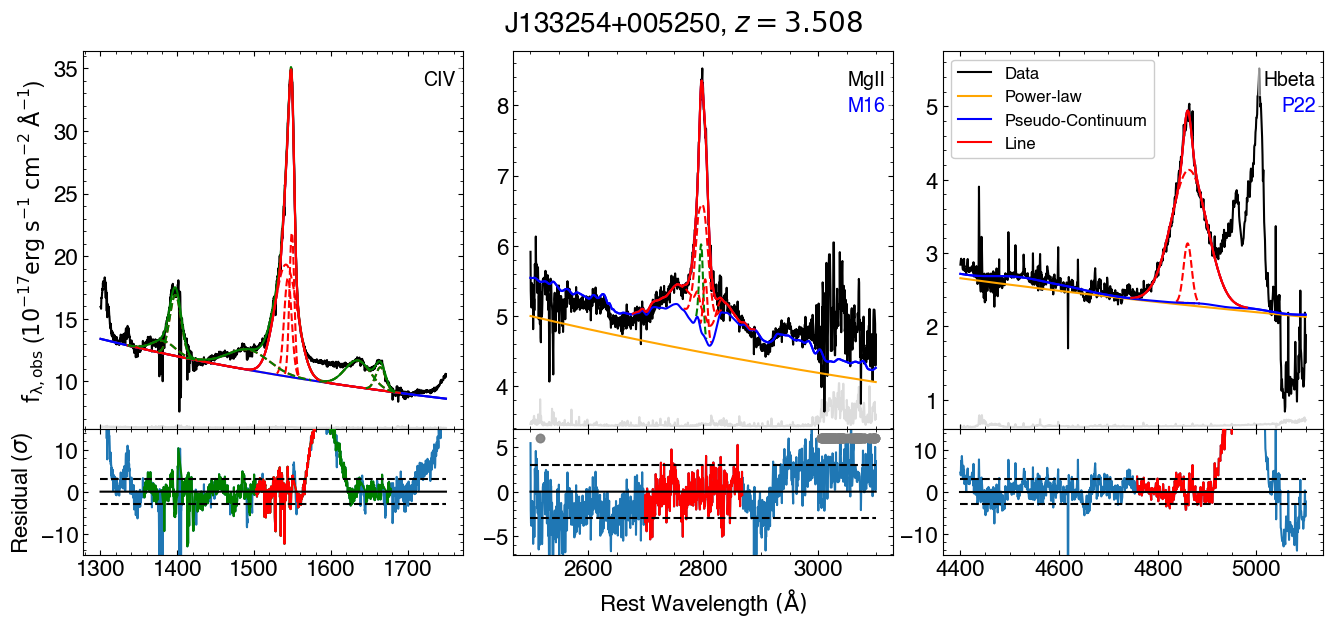 J133254+005250, z = 3.508
f_λ,obs (10⁻¹⁷erg s⁻¹ cm⁻² Å⁻¹)
35
30
25
20
15
10
CIV
8
7
6
5
4
MgII
M16
5
4
3
2
1
Data
Power-law
Pseudo-Continuum
Line
Hbeta
P22
Residual (σ)
10
0
−10
5
0
−5
10
0
−10
1300 1400 1500 1600 1700
2600 2800 3000
4400 4600 4800 5000
Rest Wavelength (Å)